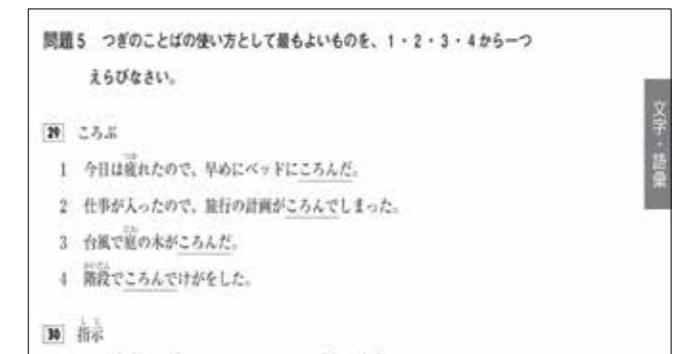 問題5 つぎのことばの使い方として最もよいものを、1・2・3・4から一つ
えらびなさい。
文字・語彙
29 ころぶ
1 今日は疲れたので、早めにベッドにころんだ。
2 仕事が入ったので、旅行の計画がころんでしまった。
3 台風で庭の木がころんだ。
4 階段でころんでけがをした。
30 指示